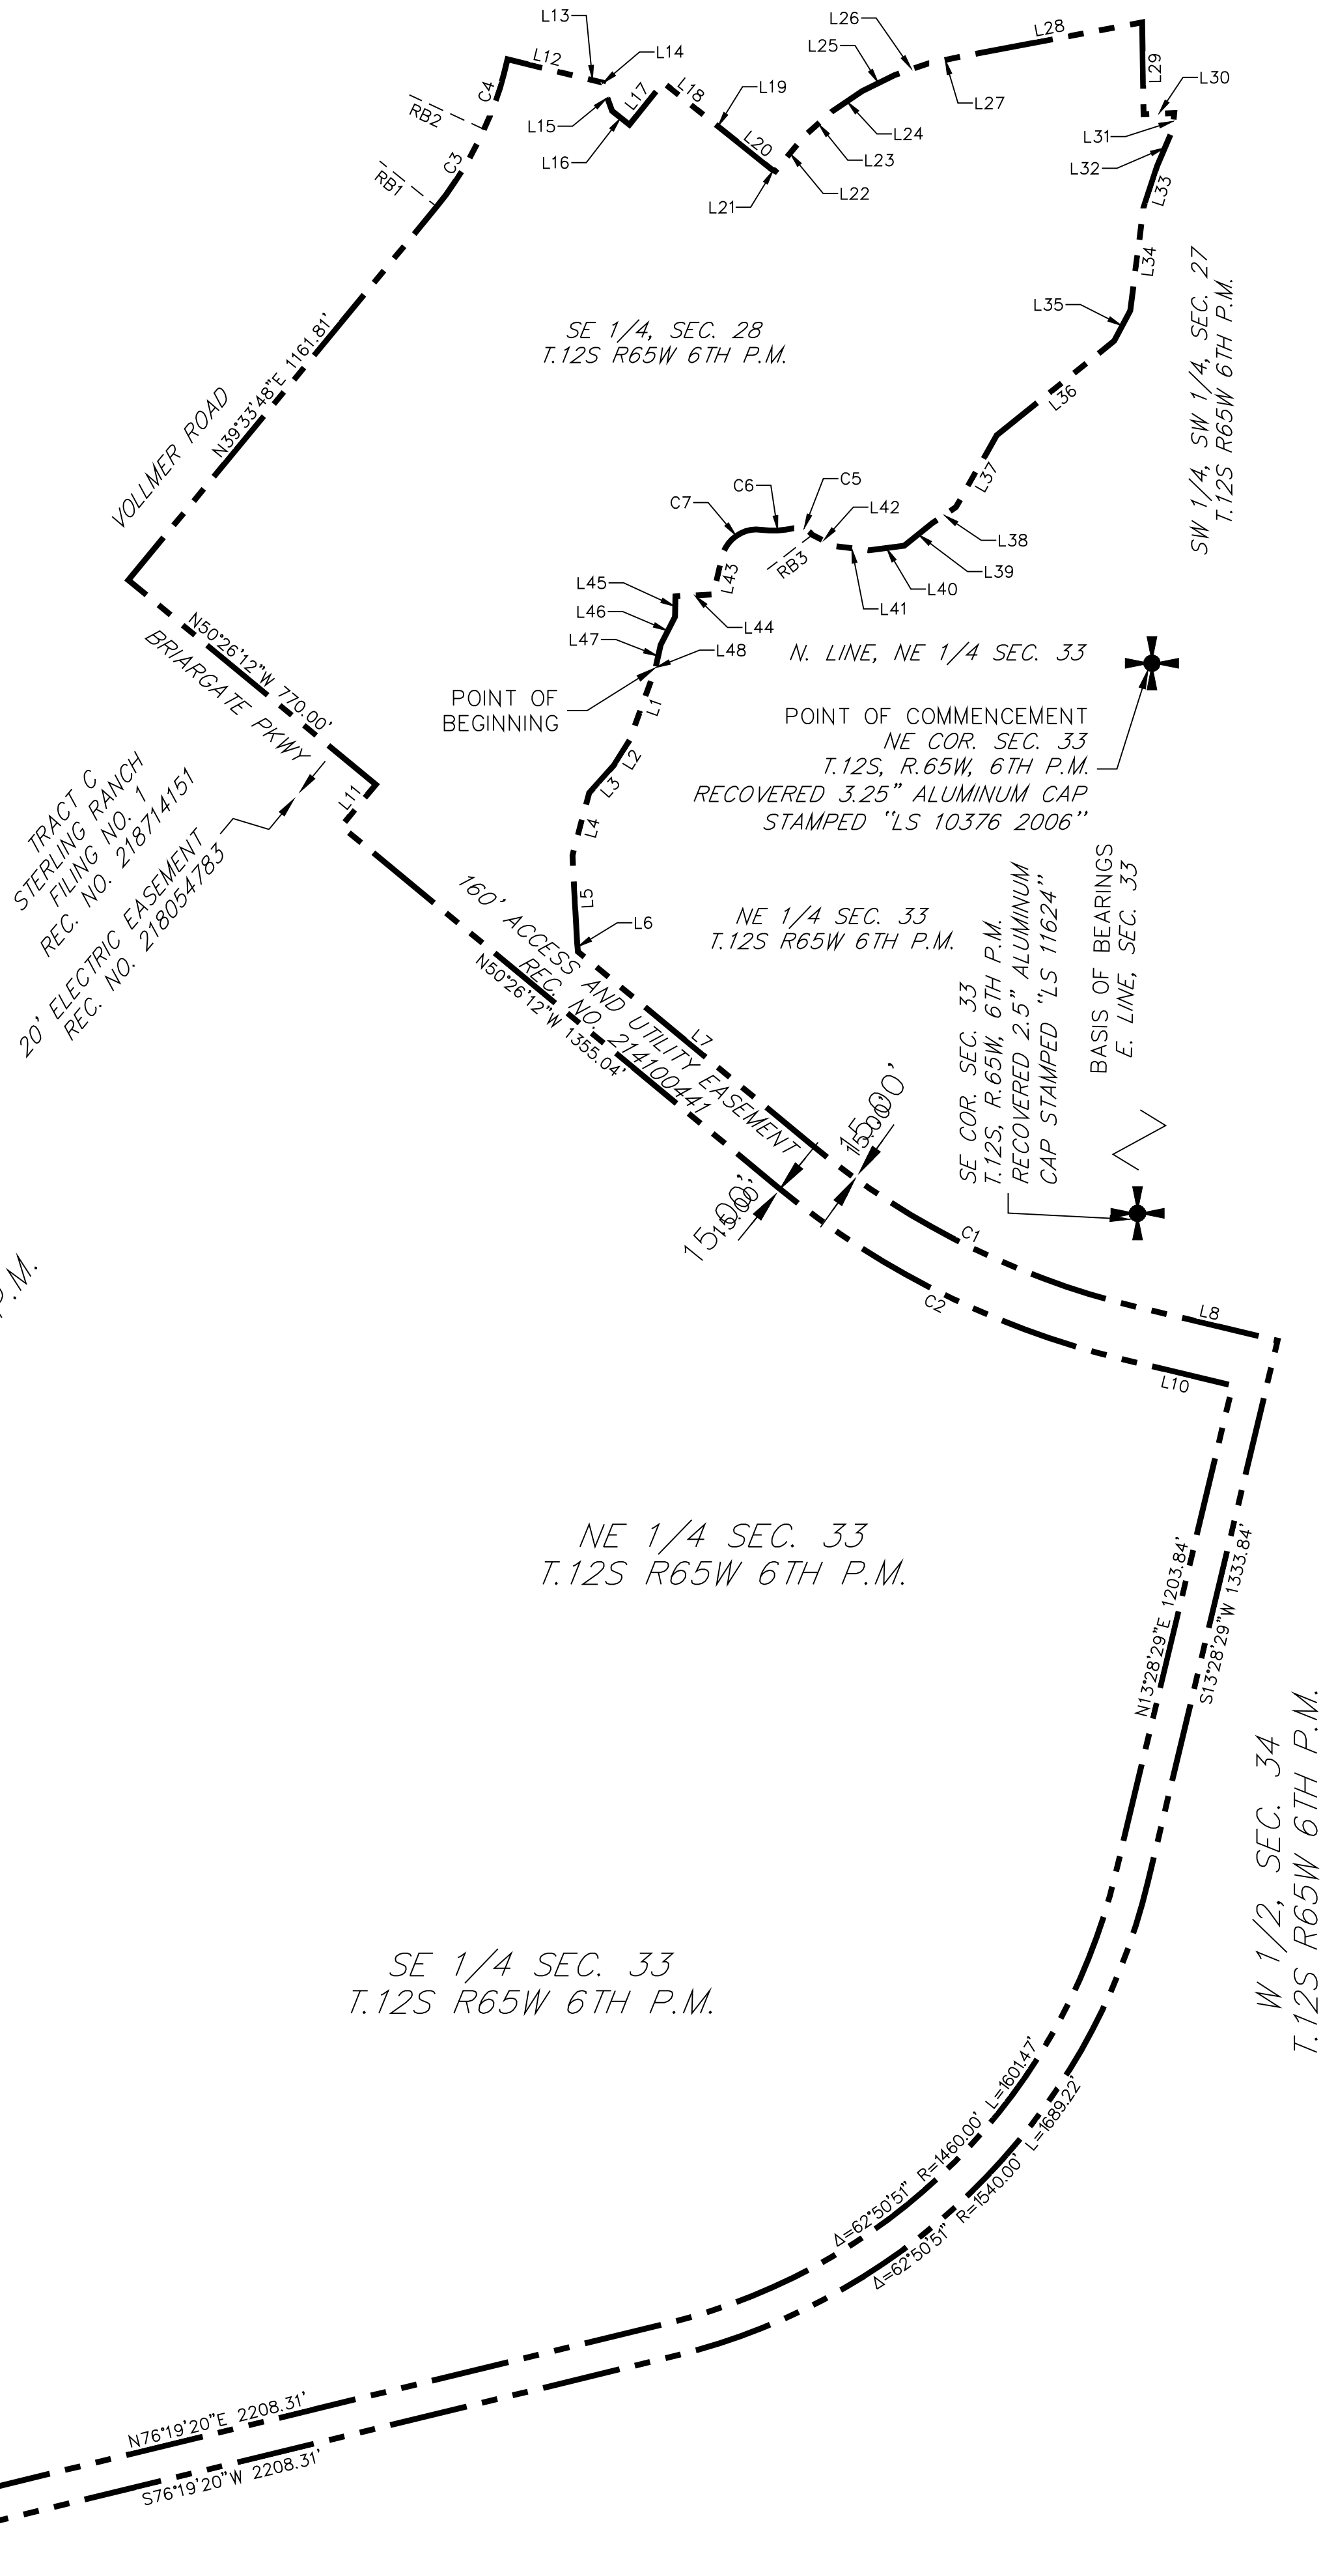 L13
L14
L12
C4
RB2
C3
RB1
L15
L16
L17
L18
L19
L20
L21
L22
L23
L24
L25
L26
L27
L28
L29
L30
L31
L32
L33
L34
L35
L36
L37
L38
L39
L40
L41
L42
C5
C6
C7
RB3
L43
L44
L45
L46
L47
L48
SE 1/4, SEC. 28
T.12S R65W 6TH P.M.
SW 1/4, SW 1/4, SEC. 27
T.12S R65W 6TH P.M.
N39°33'48"E 1161.81'
VOLLMER ROAD
N50°26'12"W 770.00'
BRIARGATE PKWY
L11
TRACT C
STERLING RANCH
FILING NO. 1
REC. NO. 218714151
20' ELECTRIC EASEMENT
REC. NO. 218054783
POINT OF
BEGINNING
L1
L2
L3
L4
L5
L6
L7
N. LINE, NE 1/4 SEC. 33
POINT OF COMMENCEMENT
NE COR. SEC. 33
T.12S, R.65W, 6TH P.M.
RECOVERED 3.25" ALUMINUM CAP
STAMPED "LS 10376 2006"
NE 1/4 SEC. 33
T.12S R65W 6TH P.M.
160' ACCESS AND UTILITY EASEMENT
REC. NO. 214100441
N50°26'12"W 1355.04'
BASIS OF BEARINGS
E. LINE, SEC. 33
SE COR. SEC. 33
T.12S, R.65W, 6TH P.M.
RECOVERED 2.5" ALUMINUM
CAP STAMPED "LS 11624"
15.00'
15.00'
15.00'
15.00'
P.M.
C1
C2
L8
L10
NE 1/4 SEC. 33
T.12S R65W 6TH P.M.
N13°28'29"E 1203.84'
S13°28'29"W 1333.84'
W 1/2, SEC. 34
T.12S R65W 6TH P.M.
SE 1/4 SEC. 33
T.12S R65W 6TH P.M.
Δ=62°50'51" R=1460.00' L=1601.47'
Δ=62°50'51" R=1540.00' L=1689.22'
N76°19'20"E 2208.31'
S76°19'20"W 2208.31'